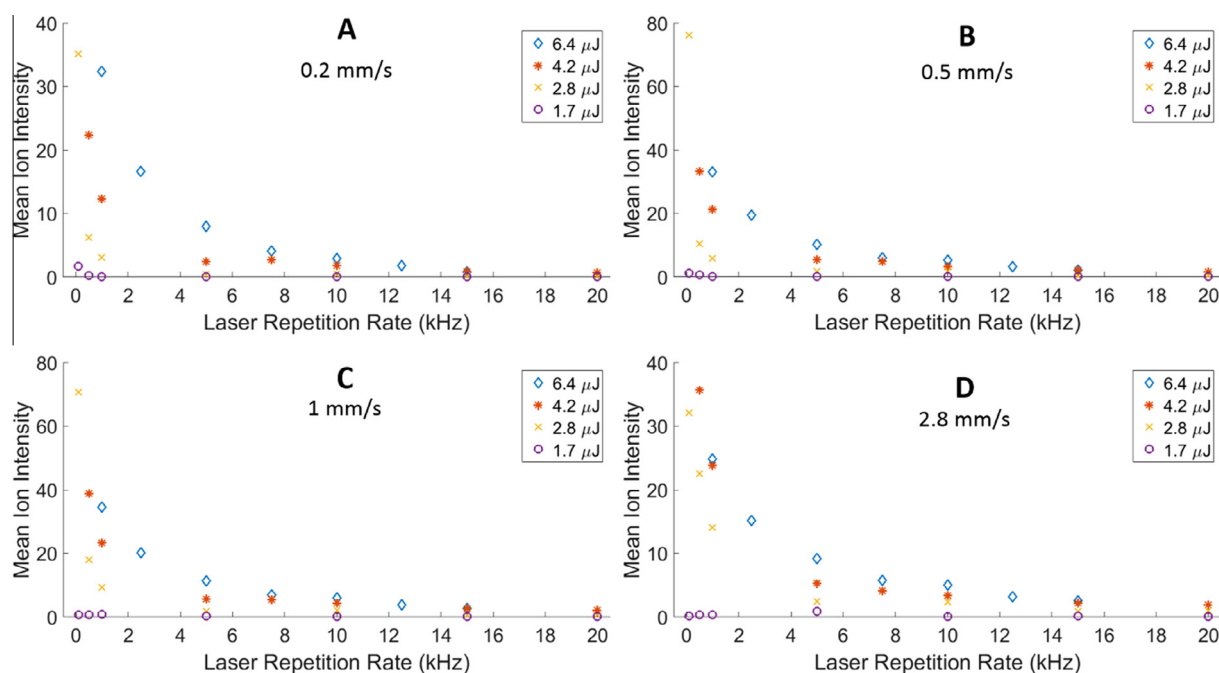 A
0.2 mm/s
6.4 μJ
4.2 μJ
2.8 μJ
1.7 μJ
40
30
20
10
0
Mean Ion Intensity
0 2 4 6 8 10 12 14 16 18 20
Laser Repetition Rate (kHz)
B
0.5 mm/s
6.4 μJ
4.2 μJ
2.8 μJ
1.7 μJ
80
60
40
20
0
Mean Ion Intensity
0 2 4 6 8 10 12 14 16 18 20
Laser Repetition Rate (kHz)
C
1 mm/s
6.4 μJ
4.2 μJ
2.8 μJ
1.7 μJ
80
60
40
20
0
Mean Ion Intensity
0 2 4 6 8 10 12 14 16 18 20
Laser Repetition Rate (kHz)
D
2.8 mm/s
6.4 μJ
4.2 μJ
2.8 μJ
1.7 μJ
40
30
20
10
0
Mean Ion Intensity
0 2 4 6 8 10 12 14 16 18 20
Laser Repetition Rate (kHz)